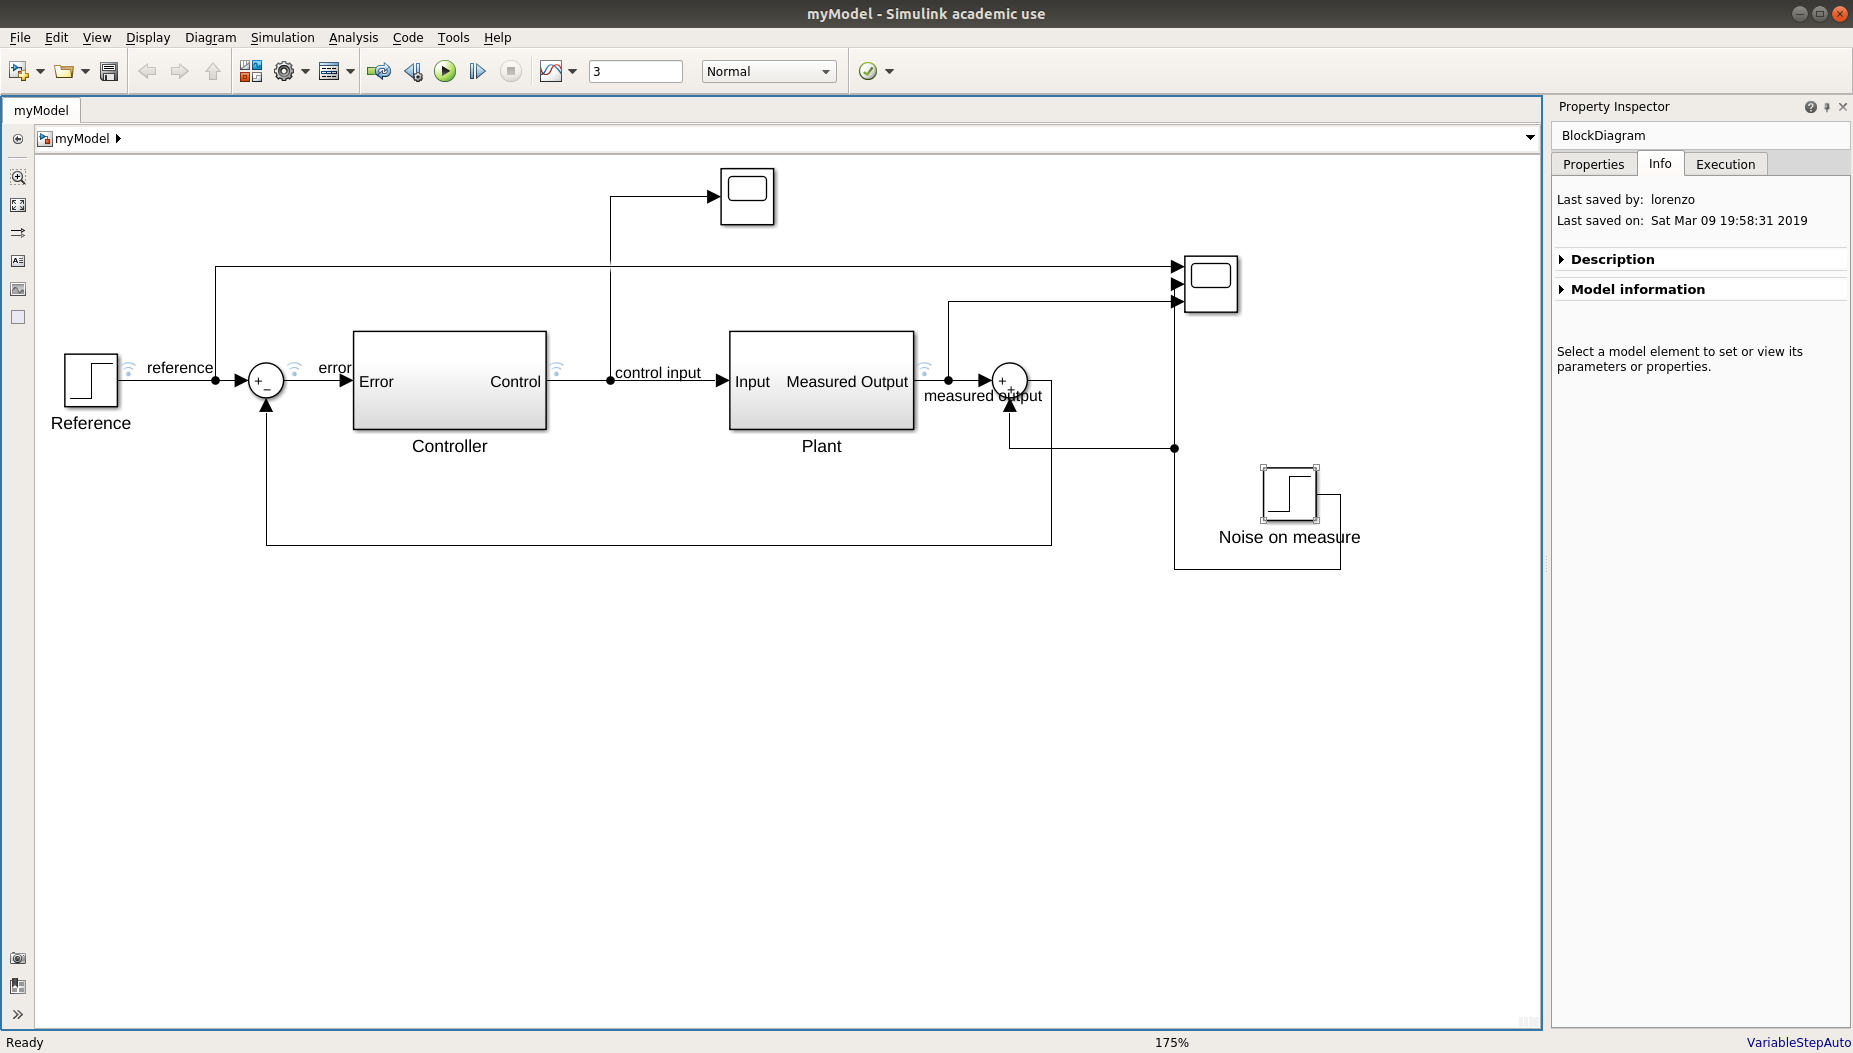 myModel - Simulink academic use
File Edit View Display Diagram Simulation Analysis Code Tools Help
3
Normal
myModel
myModel
Property Inspector
BlockDiagram
Properties Info Execution
Last saved by: lorenzo
Last saved on: Sat Mar 09 19:58:31 2019
Description
Model information
Select a model element to set or view its
parameters or properties.
reference
+
−
error
Error
Control
control input
Input
Measured Output
+
+
measured output
Reference
Controller
Plant
Noise on measure
Ready
175%
VariableStepAuto